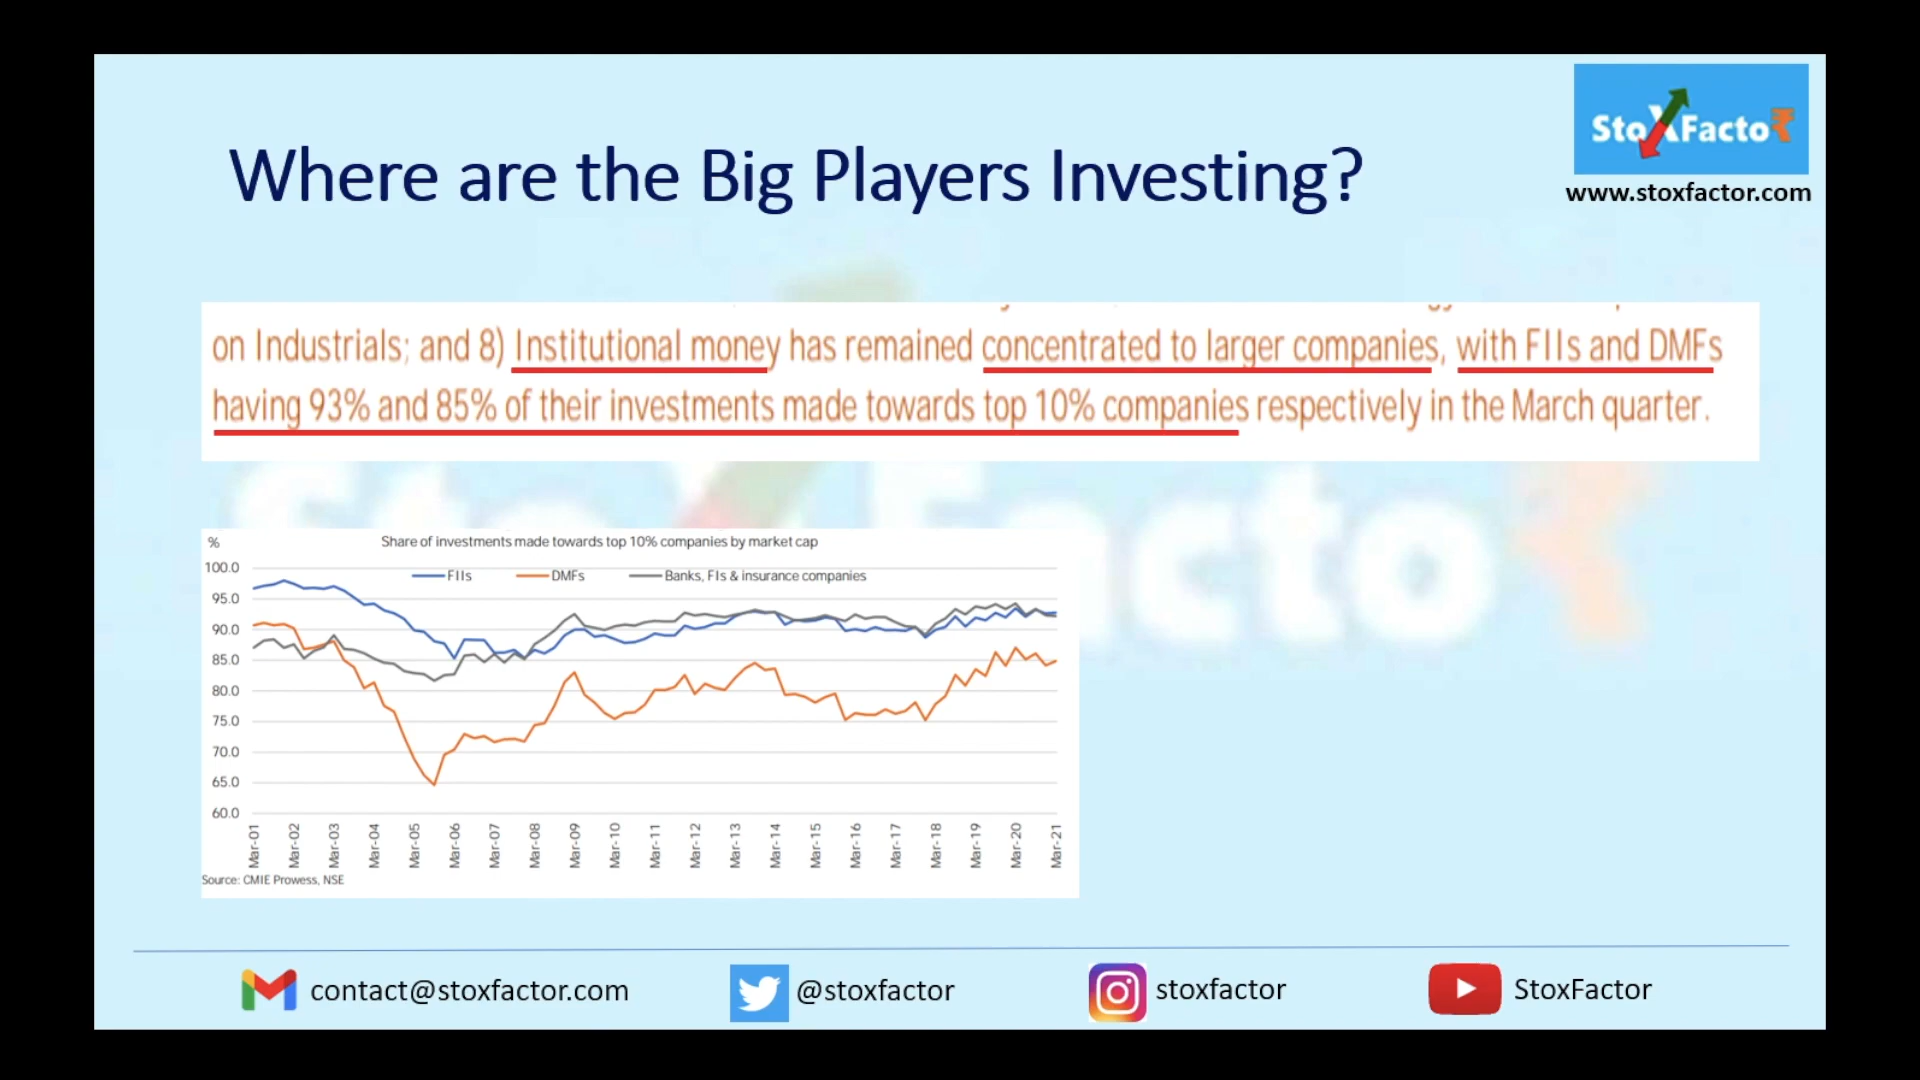 StoXFacto₹
www.stoxfactor.com
Where are the Big Players Investing?
on Industrials; and 8) Institutional money has remained concentrated to larger companies, with FIIs and DMFs
having 93% and 85% of their investments made towards top 10% companies respectively in the March quarter.
% Share of investments made towards top 10% companies by market cap
FIIs DMFs Banks, FIs & insurance companies
100.0
95.0
90.0
85.0
80.0
75.0
70.0
65.0
60.0
Mar-01 Mar-02 Mar-03 Mar-04 Mar-05 Mar-06 Mar-07 Mar-08 Mar-09 Mar-10 Mar-11 Mar-12 Mar-13 Mar-14 Mar-15 Mar-16 Mar-17 Mar-18 Mar-19 Mar-20 Mar-21
Source: CMIE Prowess, NSE
contact@stoxfactor.com @stoxfactor stoxfactor StoxFactor